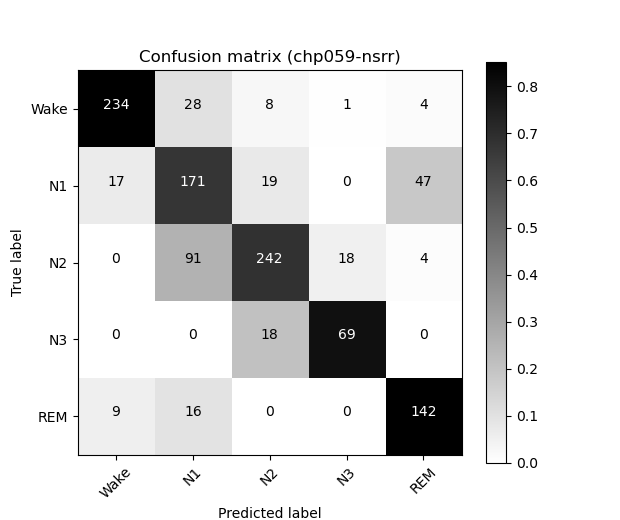 Confusion matrix (chp059-nsrr)
Wake 234 28 8 1 4
N1 17 171 19 0 47
N2 0 91 242 18 4
N3 0 0 18 69 0
REM 9 16 0 0 142
Wake N1 N2 N3 REM
Predicted label
True label
0.8
0.7
0.6
0.5
0.4
0.3
0.2
0.1
0.0